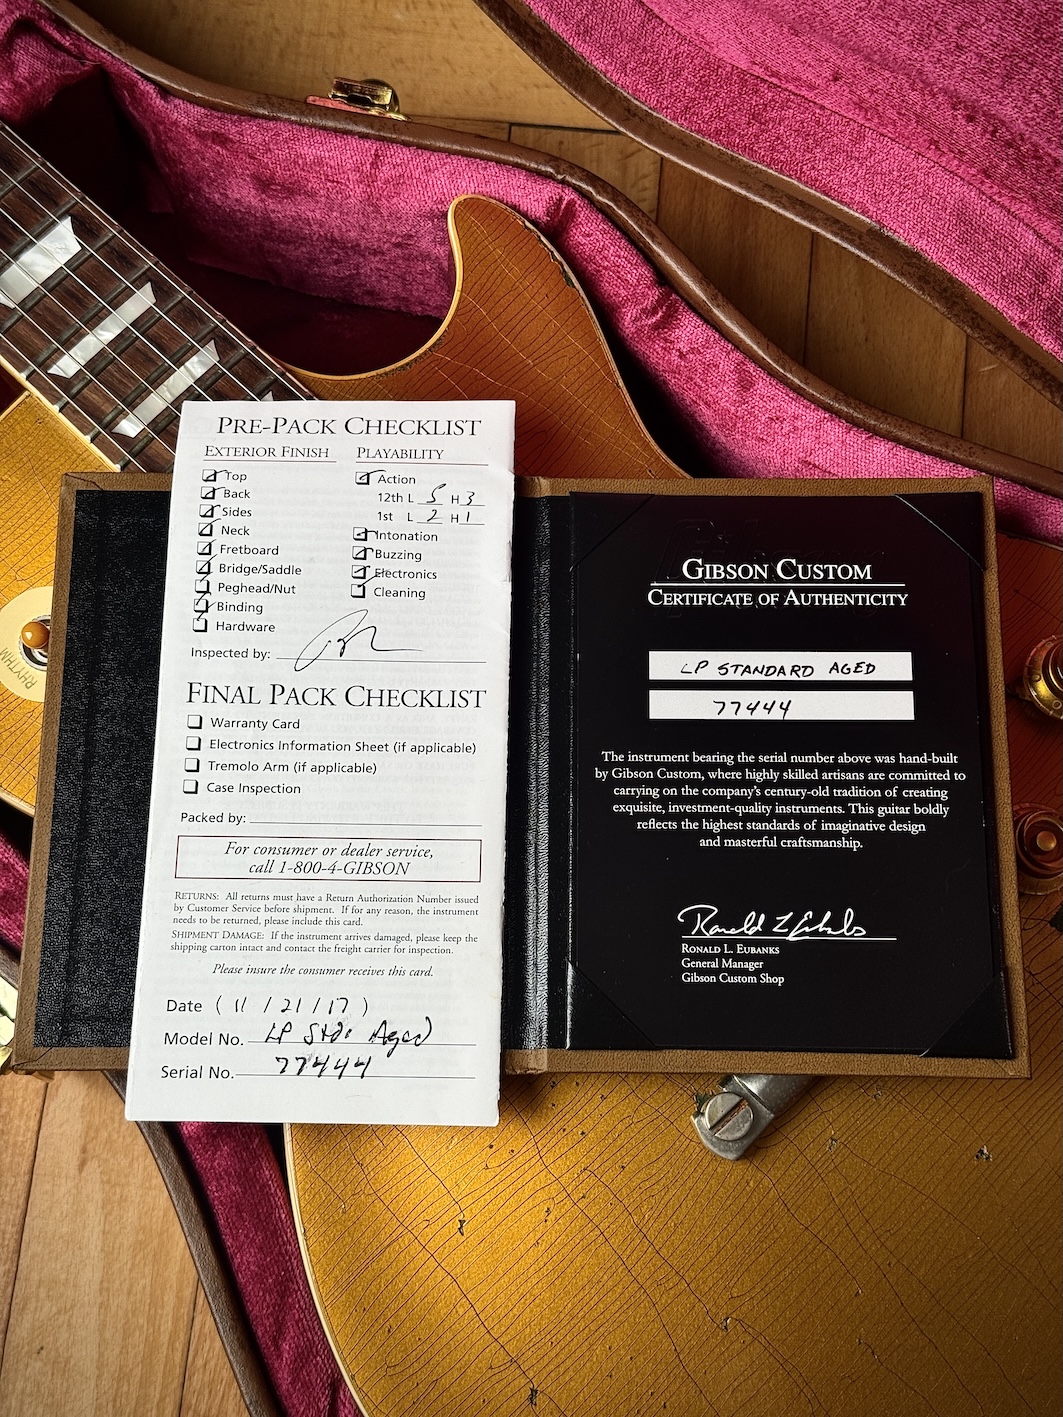 PRE-PACK CHECKLIST
EXTERIOR FINISH
Top
Back
Sides
Neck
Fretboard
Bridge/Saddle
Peghead/Nut
Binding
Hardware
PLAYABILITY
Action
12th L 5 H 3
1st L 2 H 1
Intonation
Buzzing
Electronics
Cleaning
Inspected by:
FINAL PACK CHECKLIST
Warranty Card
Electronics Information Sheet (if applicable)
Tremolo Arm (if applicable)
Case Inspection
Packed by:
For consumer or dealer service,
call 1-800-4-GIBSON
RETURNS: All returns must have a Return Authorization Number issued
by Customer Service before shipment. If for any reason, the instrument
needs to be returned, please include this card.
SHIPMENT DAMAGE: If the instrument arrives damaged, please keep the
shipping carton intact and contact the freight carrier for inspection.
Please insure the consumer receives this card.
Date ( 11 / 21 / 17 )
Model No. LP Std. Aged
Serial No. 77444
GIBSON CUSTOM
CERTIFICATE OF AUTHENTICITY
LP STANDARD AGED
77444
The instrument bearing the serial number above was hand-built
by Gibson Custom, where highly skilled artisans are committed to
carrying on the company's century-old tradition of creating
exquisite, investment-quality instruments. This guitar boldly
reflects the highest standards of imaginative design
and masterful craftsmanship.
Ronald L Eubanks
RONALD L. EUBANKS
General Manager
Gibson Custom Shop
RHYTHM